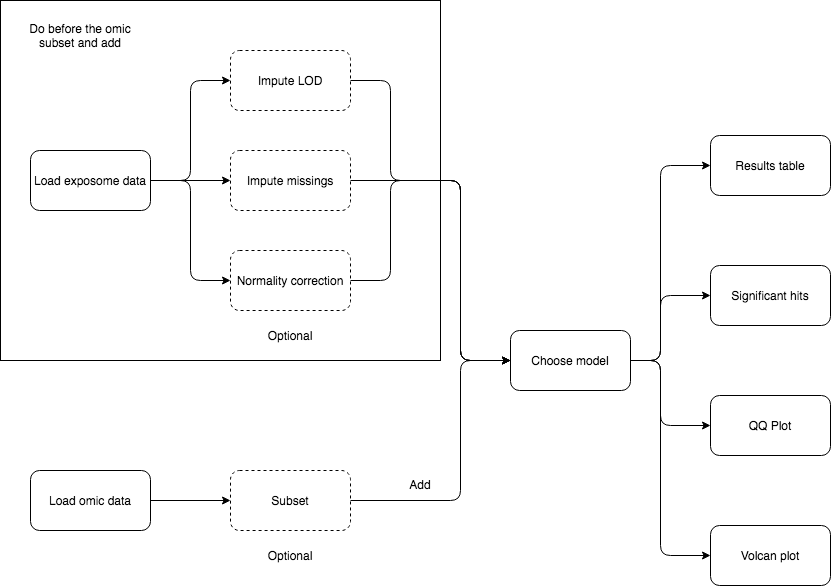 Do before the omic
subset and add
Impute LOD
Load exposome data
Impute missings
Normality correction
Optional
Results table
Significant hits
Choose model
QQ Plot
Add
Load omic data
Subset
Optional
Volcan plot